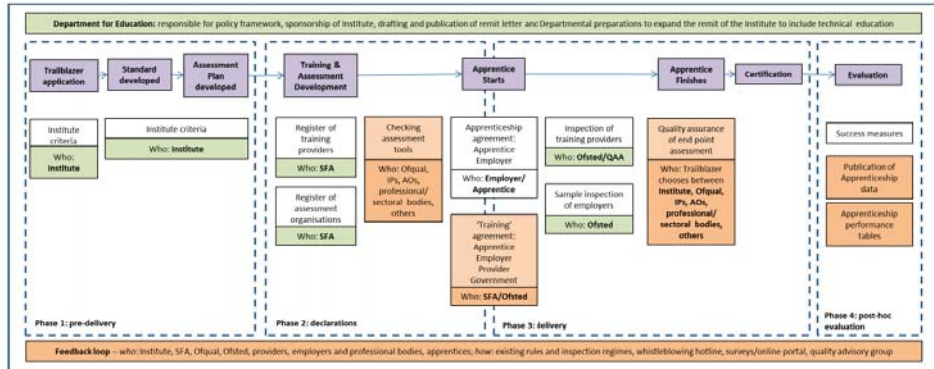 Department for Education: responsible for policy framework, sponsorship of Institute, drafting and publication of remit letter and Departmental preparations to expand the remit of the institute to include technical education
Trailblazer
application
Standard
developed
Assessment
Plan
developed
Training &
Assessment
Development
Apprentice
Starts
Apprentice
Finishes
Certification
Evaluation
Institute
criteria
Who:
Institute
Institute criteria
Who: Institute
Register of
training
providers
Who: SFA
Register of
assessment
organisations
Who: SFA
Checking
assessment
tools
Who: Ofqual,
IPs, AOs,
professional/
sectoral bodies,
others
Apprenticeship
agreement:
Apprentice
Employer
Who: Employer/
Apprentice
'Training'
agreement:
Apprentice
Employer
Provider
Government
Who: SFA/Ofsted
Inspection of
training providers
Who: Ofsted/QAA
Sample inspection
of employers
Who: Ofsted
Quality assurance
of end point
assessment
Who: Trailblazer
chooses between
Institute, Ofqual,
IPs, AOs,
professional/
sectoral bodies,
others
Success measures
Publication of
Apprenticeship
data
Apprenticeship
performance
tables
Phase 1: pre-delivery
Phase 2: declarations
Phase 3: delivery
Phase 4: post-hoc
evaluation
Feedback loop – who: Institute, SFA, Ofqual, Ofsted, providers, employers and professional bodies, apprentices; how: existing rules and inspection regimes, whistleblowing hotline, surveys/online portal, quality advisory group